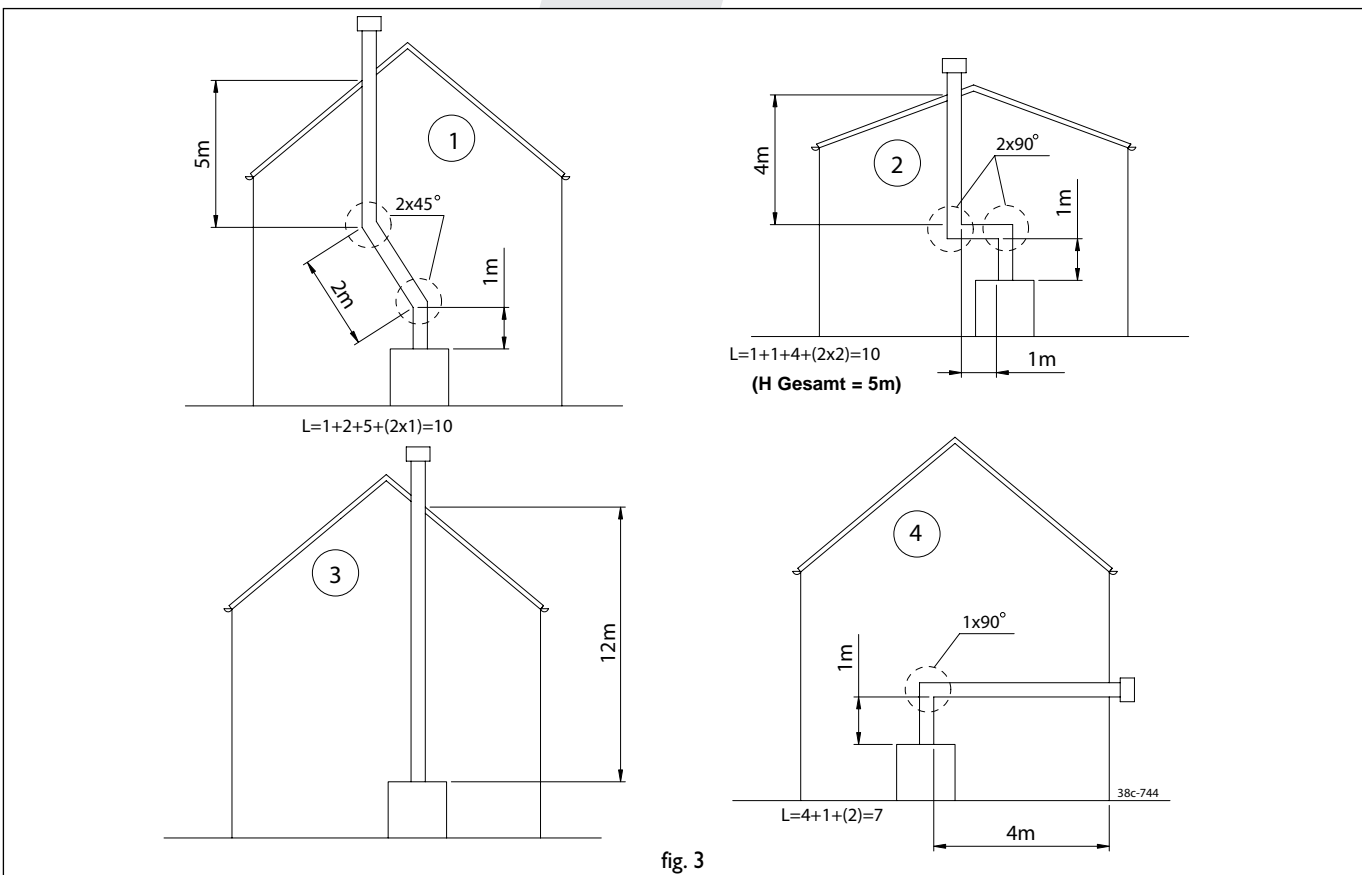 5m
1
2x45°
2m
1m
L=1+2+5+(2x1)=10
4m
2
2x90°
1m
L=1+1+4+(2x2)=10
1m
(H Gesamt = 5m)
3
12m
4
1x90°
1m
38c-744
L=4+1+(2)=7
4m
fig. 3